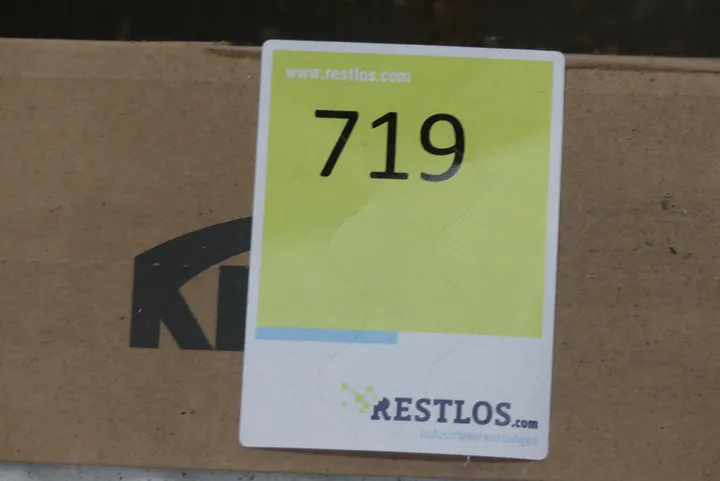 www.restlos.com
719
RESTLOS.com
industrieverwertungen